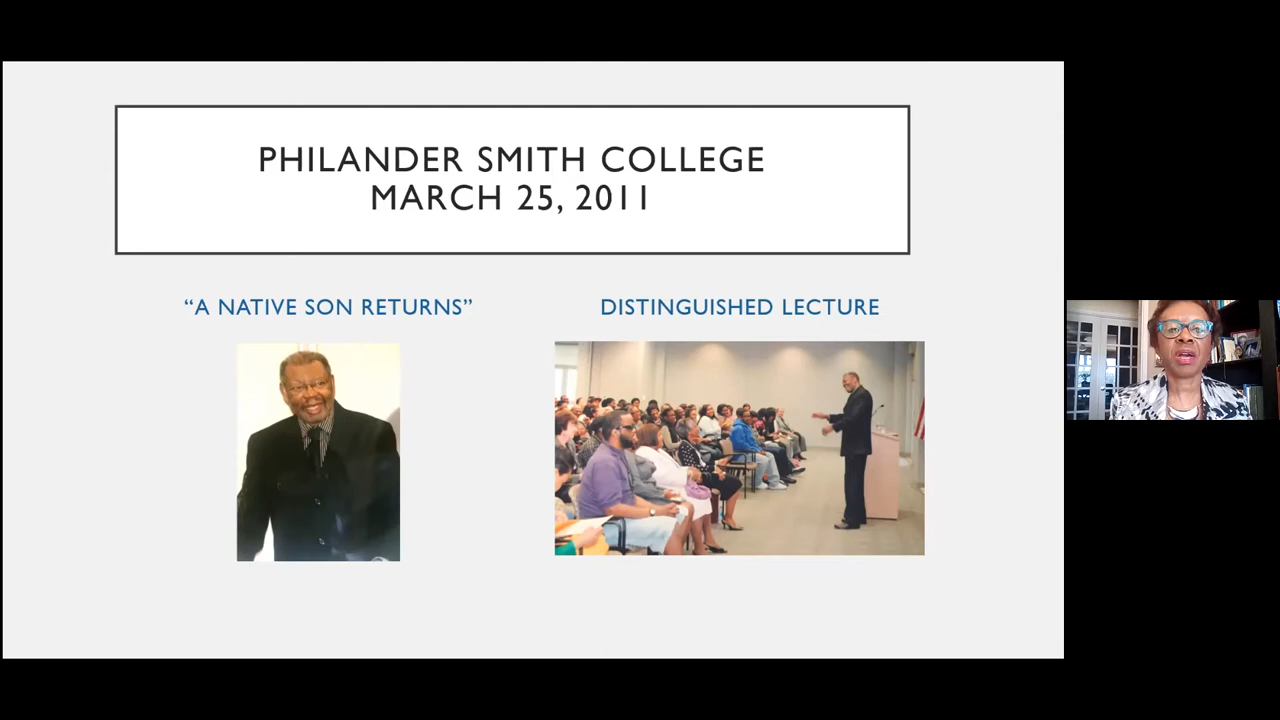 PHILANDER SMITH COLLEGE
MARCH 25, 2011
“A NATIVE SON RETURNS”
DISTINGUISHED LECTURE